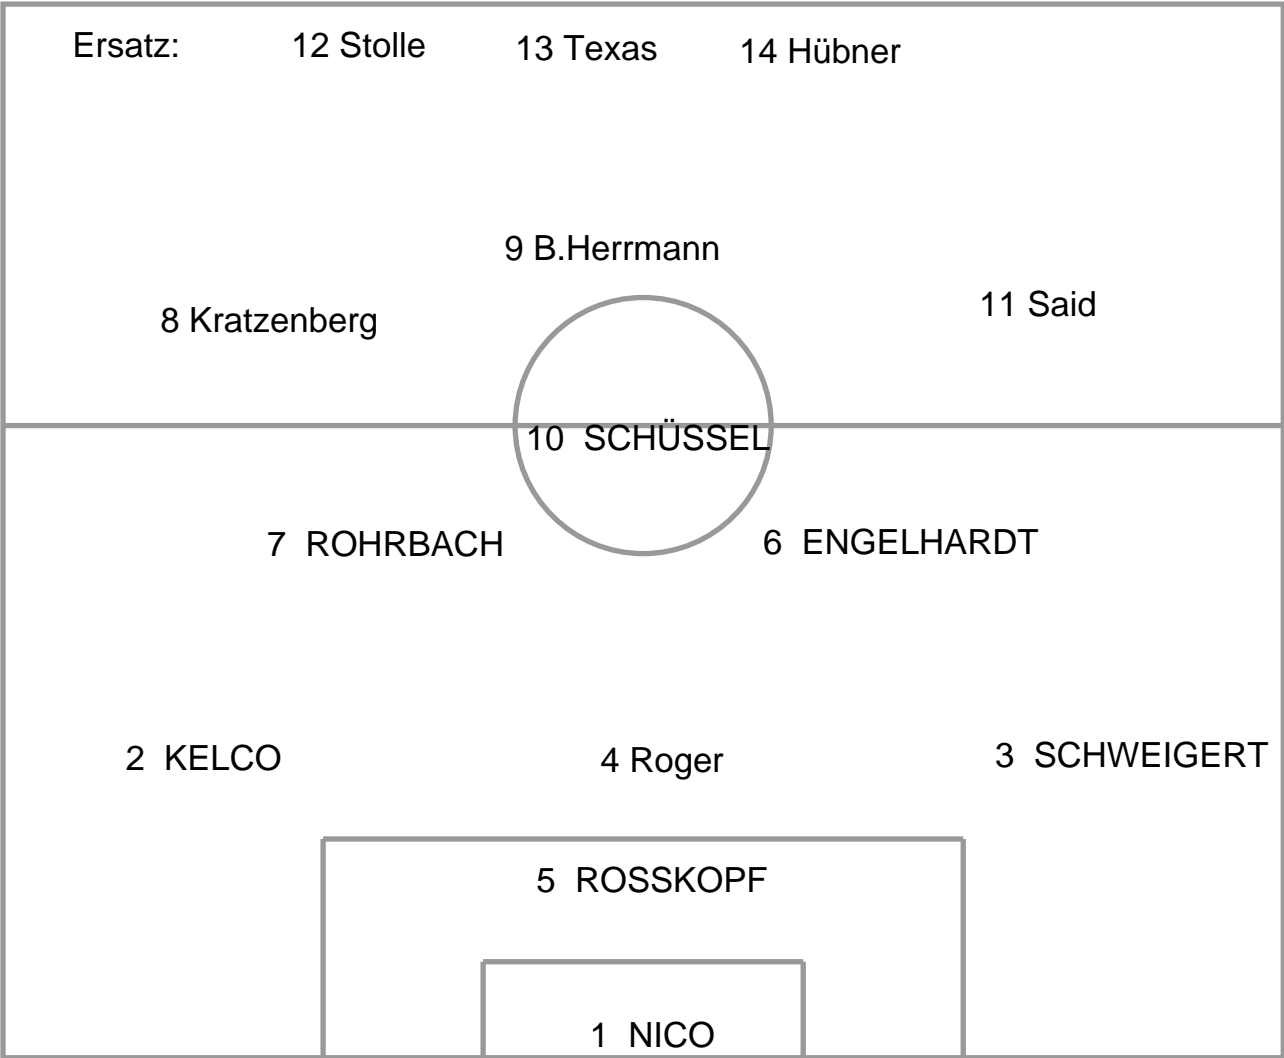 Ersatz: 12 Stolle 13 Texas 14 Hübner
9 B.Herrmann
8 Kratzenberg 11 Said
10 SCHÜSSEL
7 ROHRBACH 6 ENGELHARDT
2 KELCO 4 Roger 3 SCHWEIGERT
5 ROSSKOPF
1 NICO